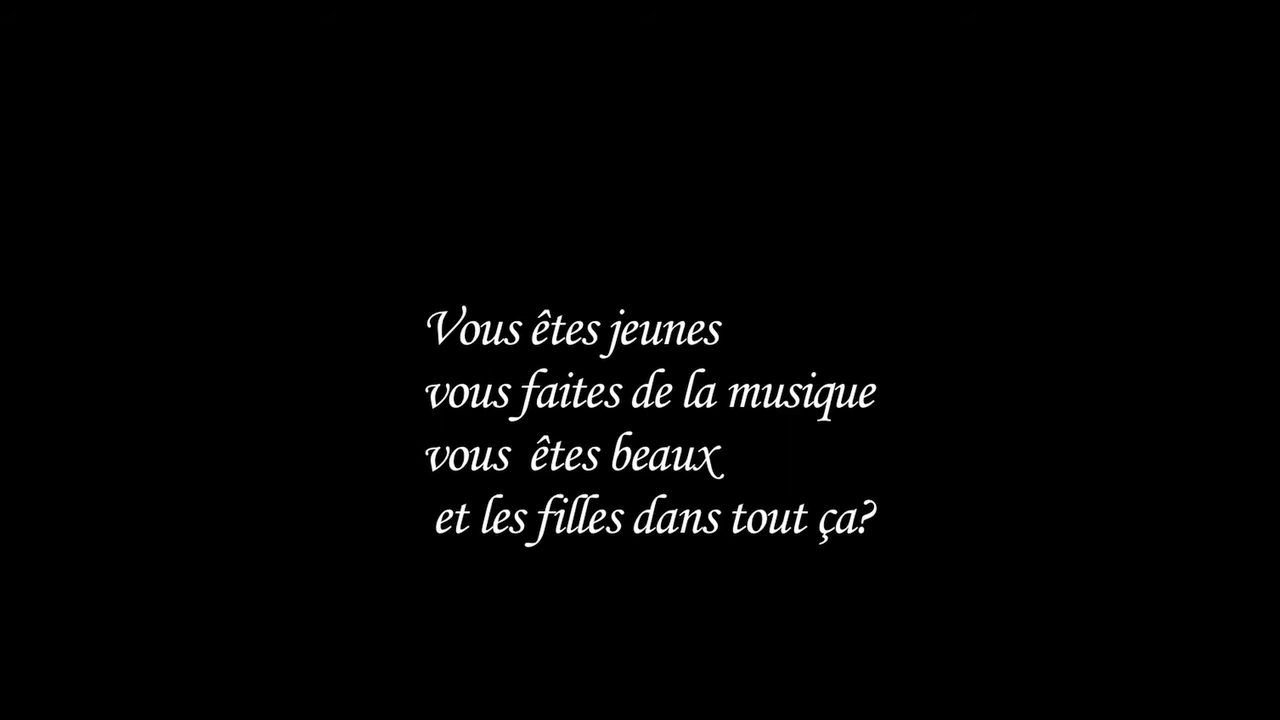 Vous êtes jeunes
vous faites de la musique
vous êtes beaux
et les filles dans tout ça?